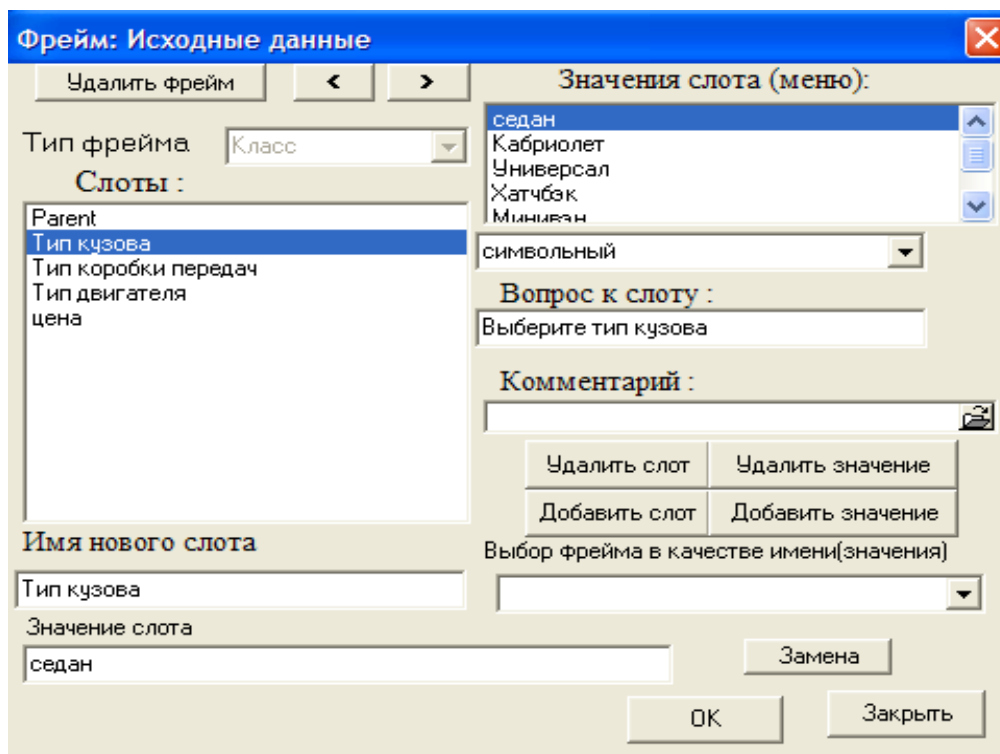 Фрейм: Исходные данные
Удалить фрейм < >
Тип фрейма Класс
Слоты :
Parent
Тип кузова
Тип коробки передач
Тип двигателя
цена
Имя нового слота
Тип кузова
Значение слота
седан
Значения слота (меню):
седан
Кабриолет
Универсал
Хатчбэк
Минивэн
символьный
Вопрос к слоту :
Выберите тип кузова
Комментарий :
Удалить слот Удалить значение
Добавить слот Добавить значение
Выбор фрейма в качестве имени(значения)
Замена
OK Закрыть